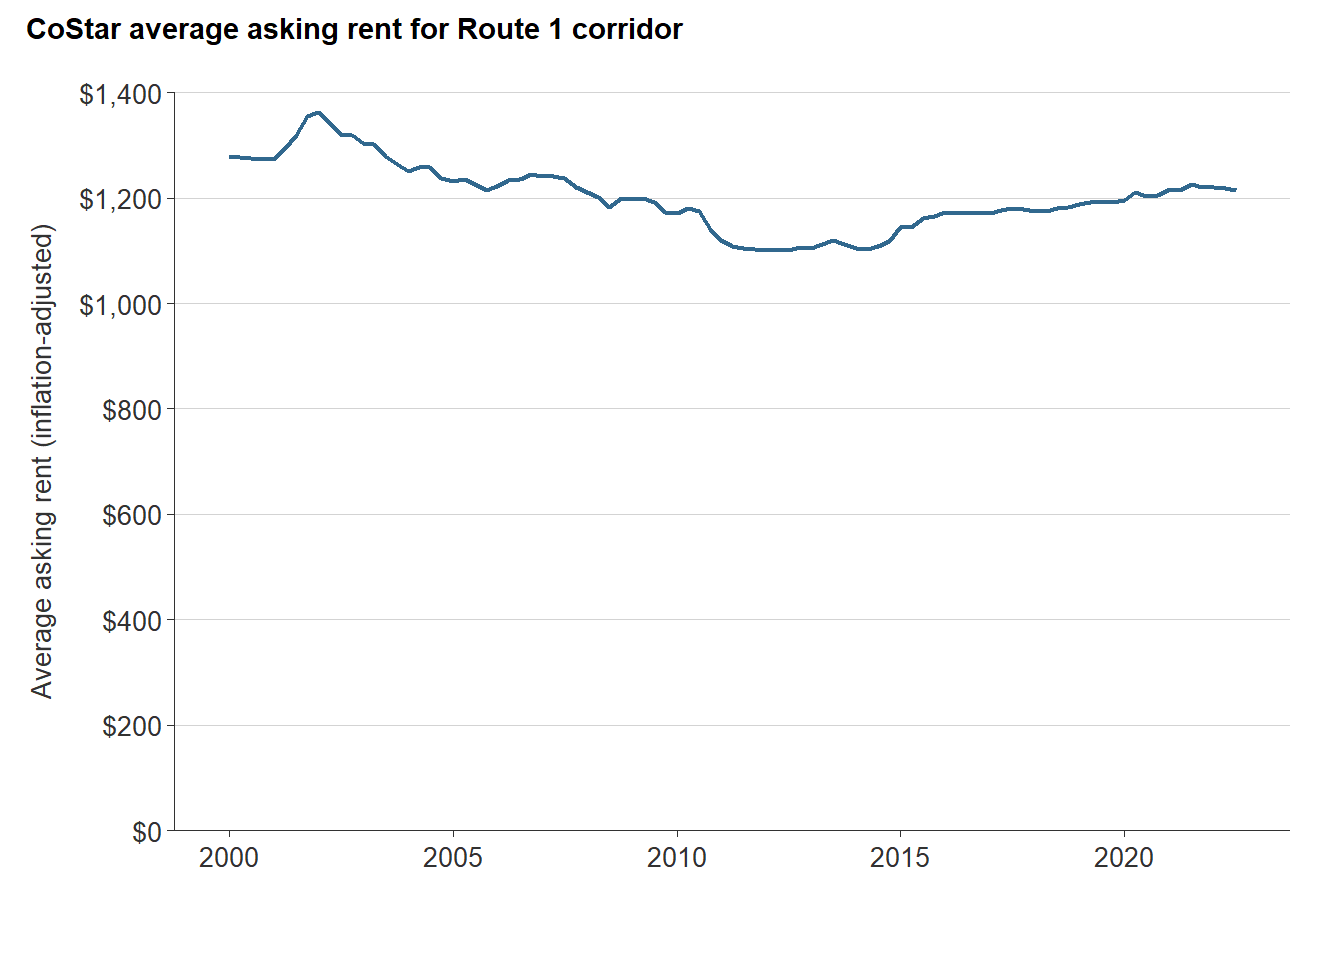 CoStar average asking rent for Route 1 corridor
Average asking rent (inflation-adjusted)
$1,400
$1,200
$1,000
$800
$600
$400
$200
$0
2000 2005 2010 2015 2020